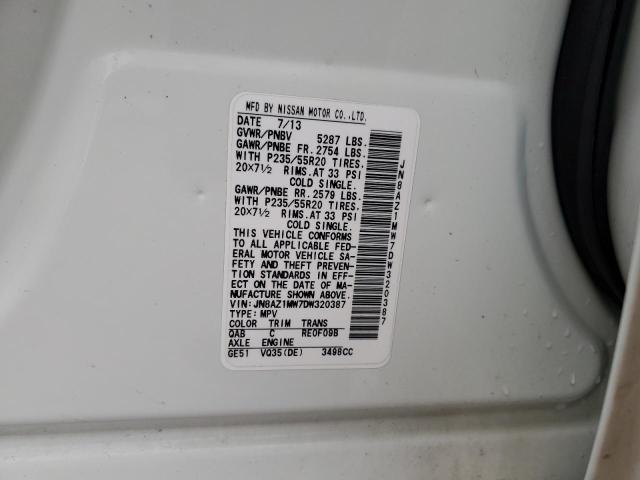 MFD BY NISSAN MOTOR CO.,LTD.
DATE 7/13
GVWR/PNBV 5287 LBS.
GAWR/PNBE FR. 2754 LBS.
WITH P235/55R20 TIRES.
20×7½ RIMS.AT 33 PSI
COLD SINGLE.
GAWR/PNBE RR. 2579 LBS.
WITH P235/55R20 TIRES.
20×7½ RIMS.AT 33 PSI
COLD SINGLE.
THIS VEHICLE CONFORMS
TO ALL APPLICABLE FED-
ERAL MOTOR VEHICLE SA-
FETY AND THEFT PREVEN-
TION STANDARDS IN EFF-
ECT ON THE DATE OF MA-
NUFACTURE SHOWN ABOVE.
VIN: JN8AZ1MW7DW320387
TYPE: MPV
COLOR TRIM TRANS
QAB C RE0F09B
AXLE ENGINE
GE51 VQ35(DE) 3498CC
JN8AZ1MW7DW320387